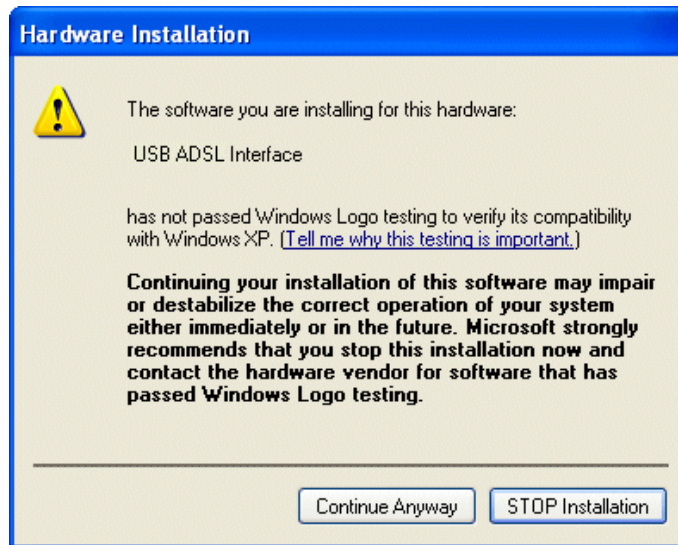 Hardware Installation
The software you are installing for this hardware:
USB ADSL Interface
has not passed Windows Logo testing to verify its compatibility
with Windows XP. (Tell me why this testing is important.)
Continuing your installation of this software may impair
or destabilize the correct operation of your system
either immediately or in the future. Microsoft strongly
recommends that you stop this installation now and
contact the hardware vendor for software that has
passed Windows Logo testing.
Continue Anyway STOP Installation